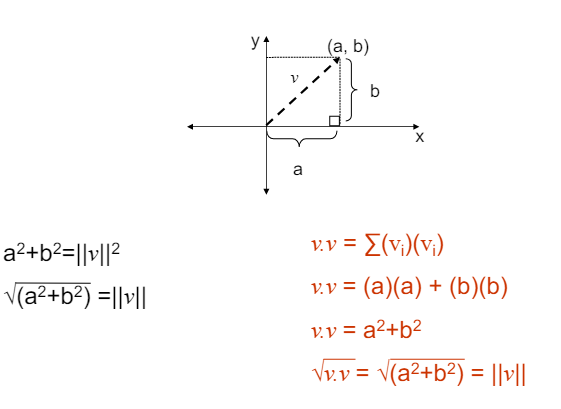 y
(a, b)
v
b
x
a
a²+b²=||v||²
√(a²+b²) =||v||
v.v = ∑(vᵢ)(vᵢ)
v.v = (a)(a) + (b)(b)
v.v = a²+b²
√v.v = √(a²+b²) = ||v||